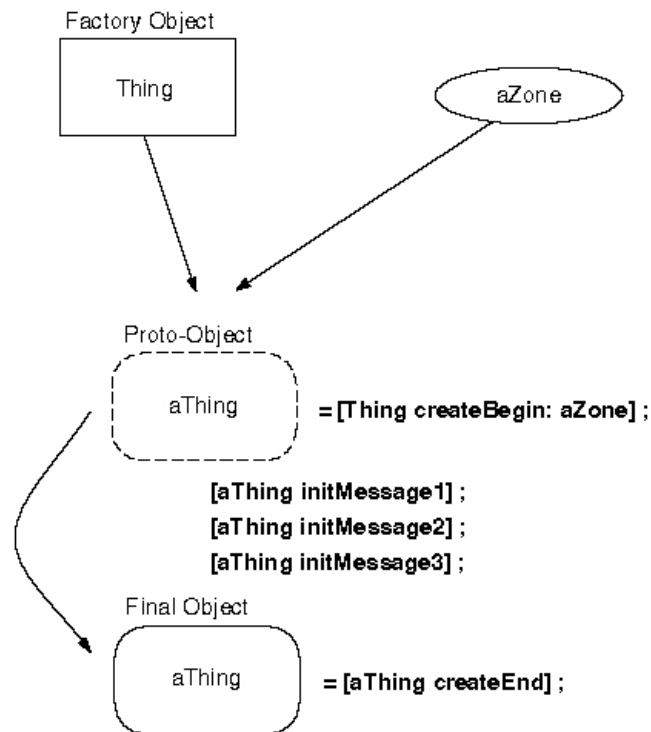 Factory Object
Thing
aZone
Proto-Object
aThing
= [Thing createBegin: aZone] ;
[aThing initMessage1] ;
[aThing initMessage2] ;
[aThing initMessage3] ;
Final Object
aThing
= [aThing createEnd] ;